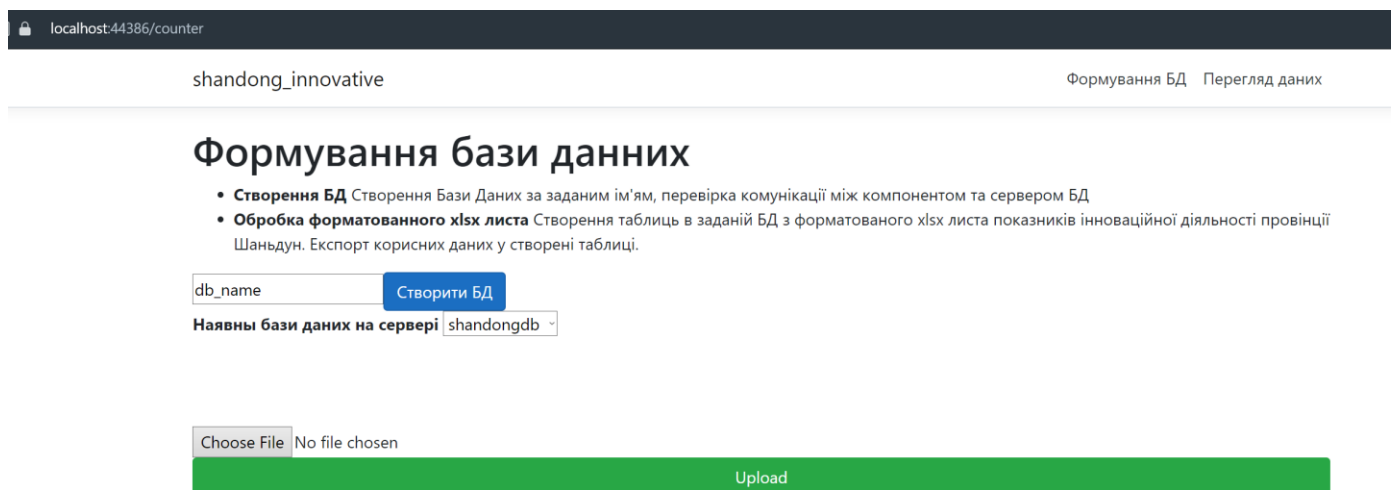 localhost:44386/counter
shandong_innovative
Формування БД Перегляд даних
Формування бази данних
• Створення БД Створення Бази Даних за заданим ім'ям, перевірка комунікації між компонентом та сервером БД
• Обробка форматованного xlsx листа Створення таблиць в заданій БД з форматованого xlsx листа показників інноваційної діяльності провінції
Шаньдун. Експорт корисних даних у створені таблиці.
db_name Створити БД
Наявны бази даних на сервері shandongdb
Choose File No file chosen
Upload